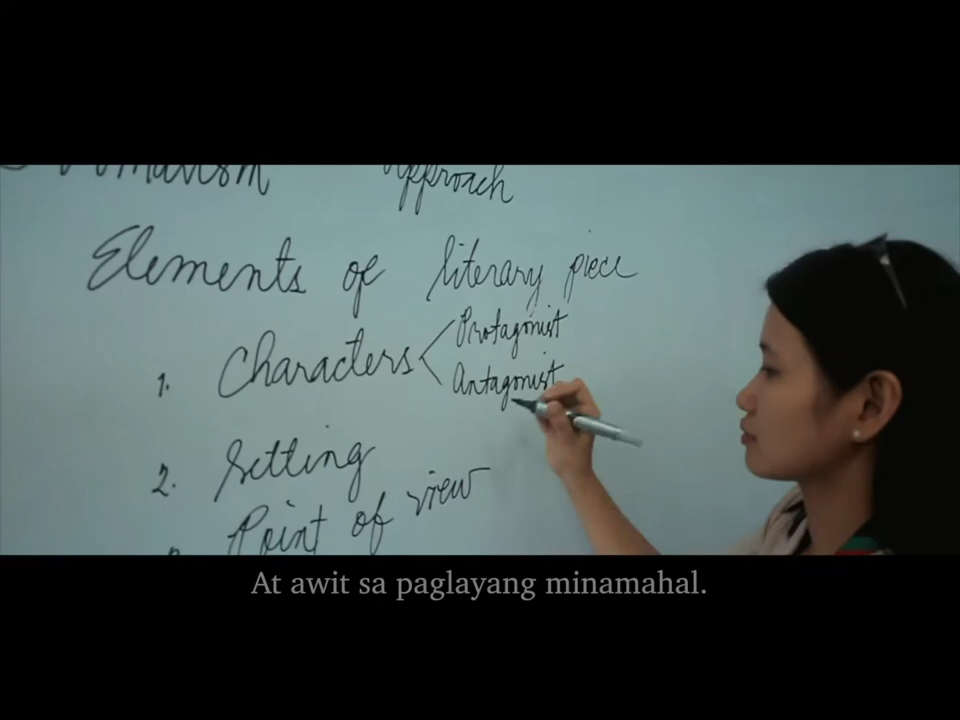 Approach
Elements of literary piece
1. Characters < Protagonist
Antagonist
2. Setting
Point of view
At awit sa paglayang minamahal.